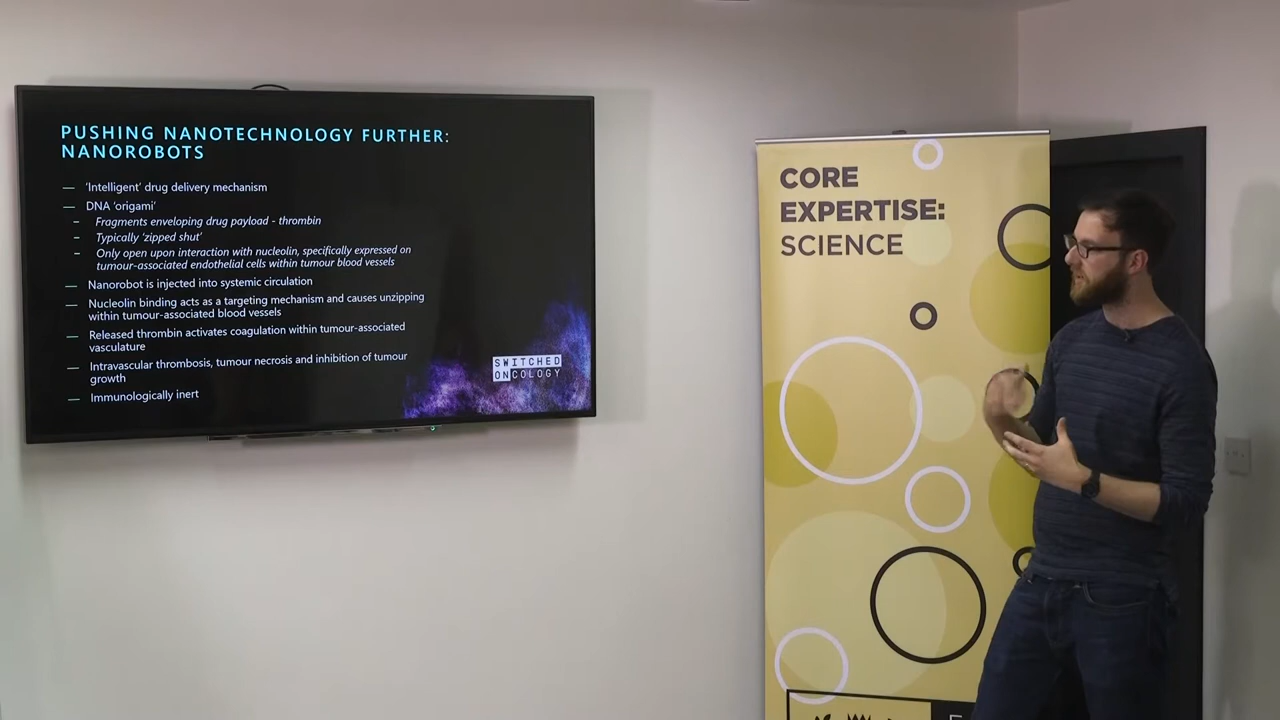 PUSHING NANOTECHNOLOGY FURTHER:
NANOROBOTS
— 'Intelligent' drug delivery mechanism
— DNA 'origami'
– Fragments enveloping drug payload - thrombin
– Typically 'zipped shut'
– Only open upon interaction with nucleolin, specifically expressed on
tumour-associated endothelial cells within tumour blood vessels
— Nanorobot is injected into systemic circulation
— Nucleolin binding acts as a targeting mechanism and causes unzipping
within tumour-associated blood vessels
— Released thrombin activates coagulation within tumour-associated
vasculature
— Intravascular thrombosis, tumour necrosis and inhibition of tumour
growth
— Immunologically inert
SWITCHED
ONCOLOGY
CORE
EXPERTISE:
SCIENCE